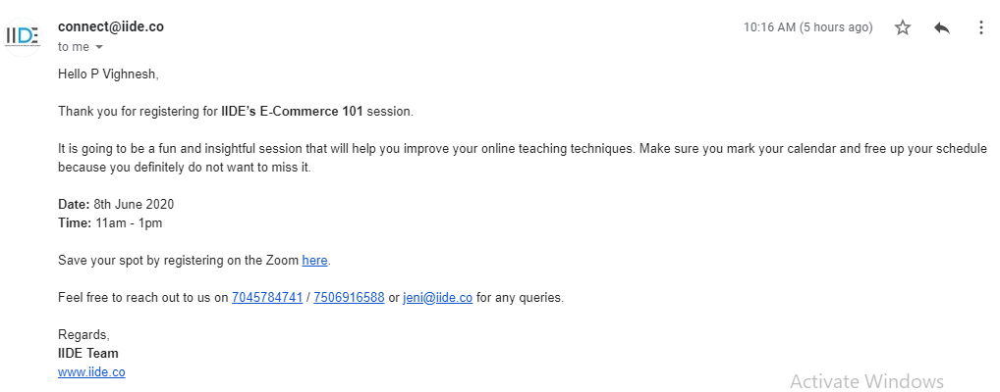 IIDE
connect@iide.co
10:16 AM (5 hours ago)
to me
Hello P Vighnesh,
Thank you for registering for IIDE's E-Commerce 101 session.
It is going to be a fun and insightful session that will help you improve your online teaching techniques. Make sure you mark your calendar and free up your schedule
because you definitely do not want to miss it.
Date: 8th June 2020
Time: 11am - 1pm
Save your spot by registering on the Zoom here.
Feel free to reach out to us on 7045784741 / 7506916588 or jeni@iide.co for any queries.
Regards,
IIDE Team
www.iide.co
Activate Windows